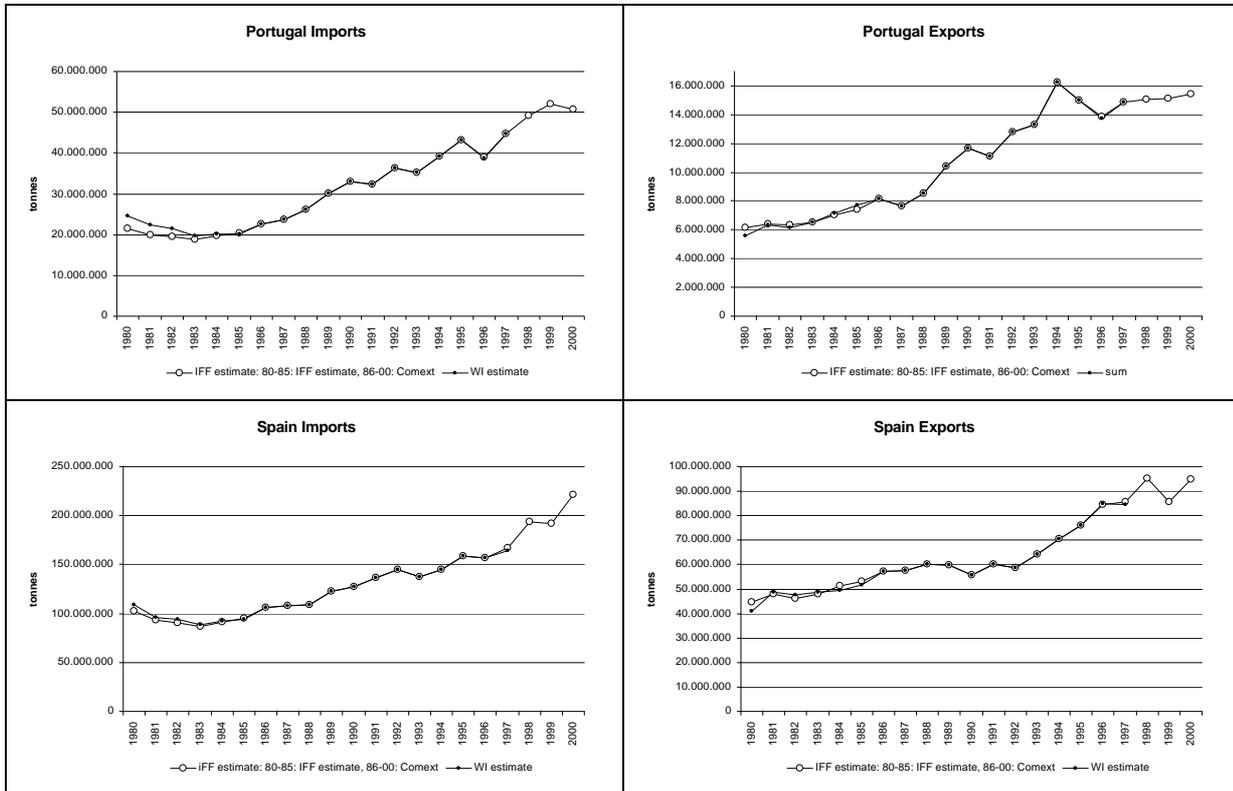 Portugal Imports
60.000.000
50.000.000
40.000.000
30.000.000
20.000.000
10.000.000
0
tonnes
1980 1981 1982 1983 1984 1985 1986 1987 1988 1989 1990 1991 1992 1993 1994 1995 1996 1997 1998 1999 2000
IFF estimate: 80-85: IFF estimate, 86-00: Comext WI estimate
Portugal Exports
16.000.000
14.000.000
12.000.000
10.000.000
8.000.000
6.000.000
4.000.000
2.000.000
0
tonnes
1980 1981 1982 1983 1984 1985 1986 1987 1988 1989 1990 1991 1992 1993 1994 1995 1996 1997 1998 1999 2000
IFF estimate: 80-85: IFF estimate, 86-00: Comext sum
Spain Imports
250.000.000
200.000.000
150.000.000
100.000.000
50.000.000
0
tonnes
1980 1981 1982 1983 1984 1985 1986 1987 1988 1989 1990 1991 1992 1993 1994 1995 1996 1997 1998 1999 2000
iFF estimate: 80-85: IFF estimate, 86-00: Comext WI estimate
Spain Exports
100.000.000
90.000.000
80.000.000
70.000.000
60.000.000
50.000.000
40.000.000
30.000.000
20.000.000
10.000.000
0
tonnes
1980 1981 1982 1983 1984 1985 1986 1987 1988 1989 1990 1991 1992 1993 1994 1995 1996 1997 1998 1999 2000
IFF estimate: 80-85: IFF estimate, 86-00: Comext WI estimate